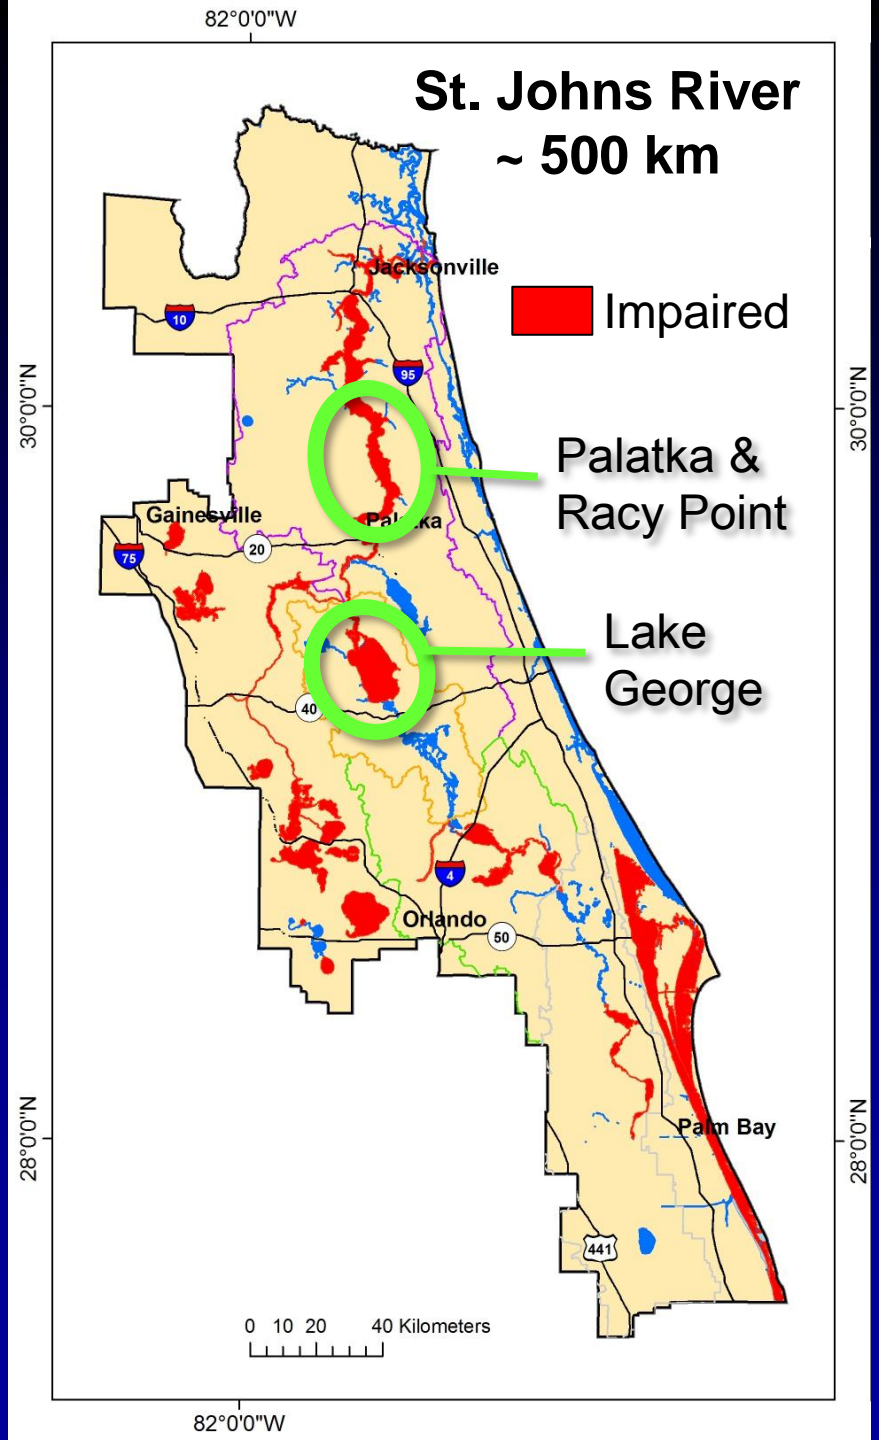 82°0'0"W
St. Johns River
~ 500 km
Jacksonville
Impaired
10
95
30°0'0"N
30°0'0"N
Palatka &
Racy Point
Gainesville
Palatka
20
75
Lake
George
40
4
Orlando
50
28°0'0"N
28°0'0"N
Palm Bay
441
0 10 20 40 Kilometers
82°0'0"W